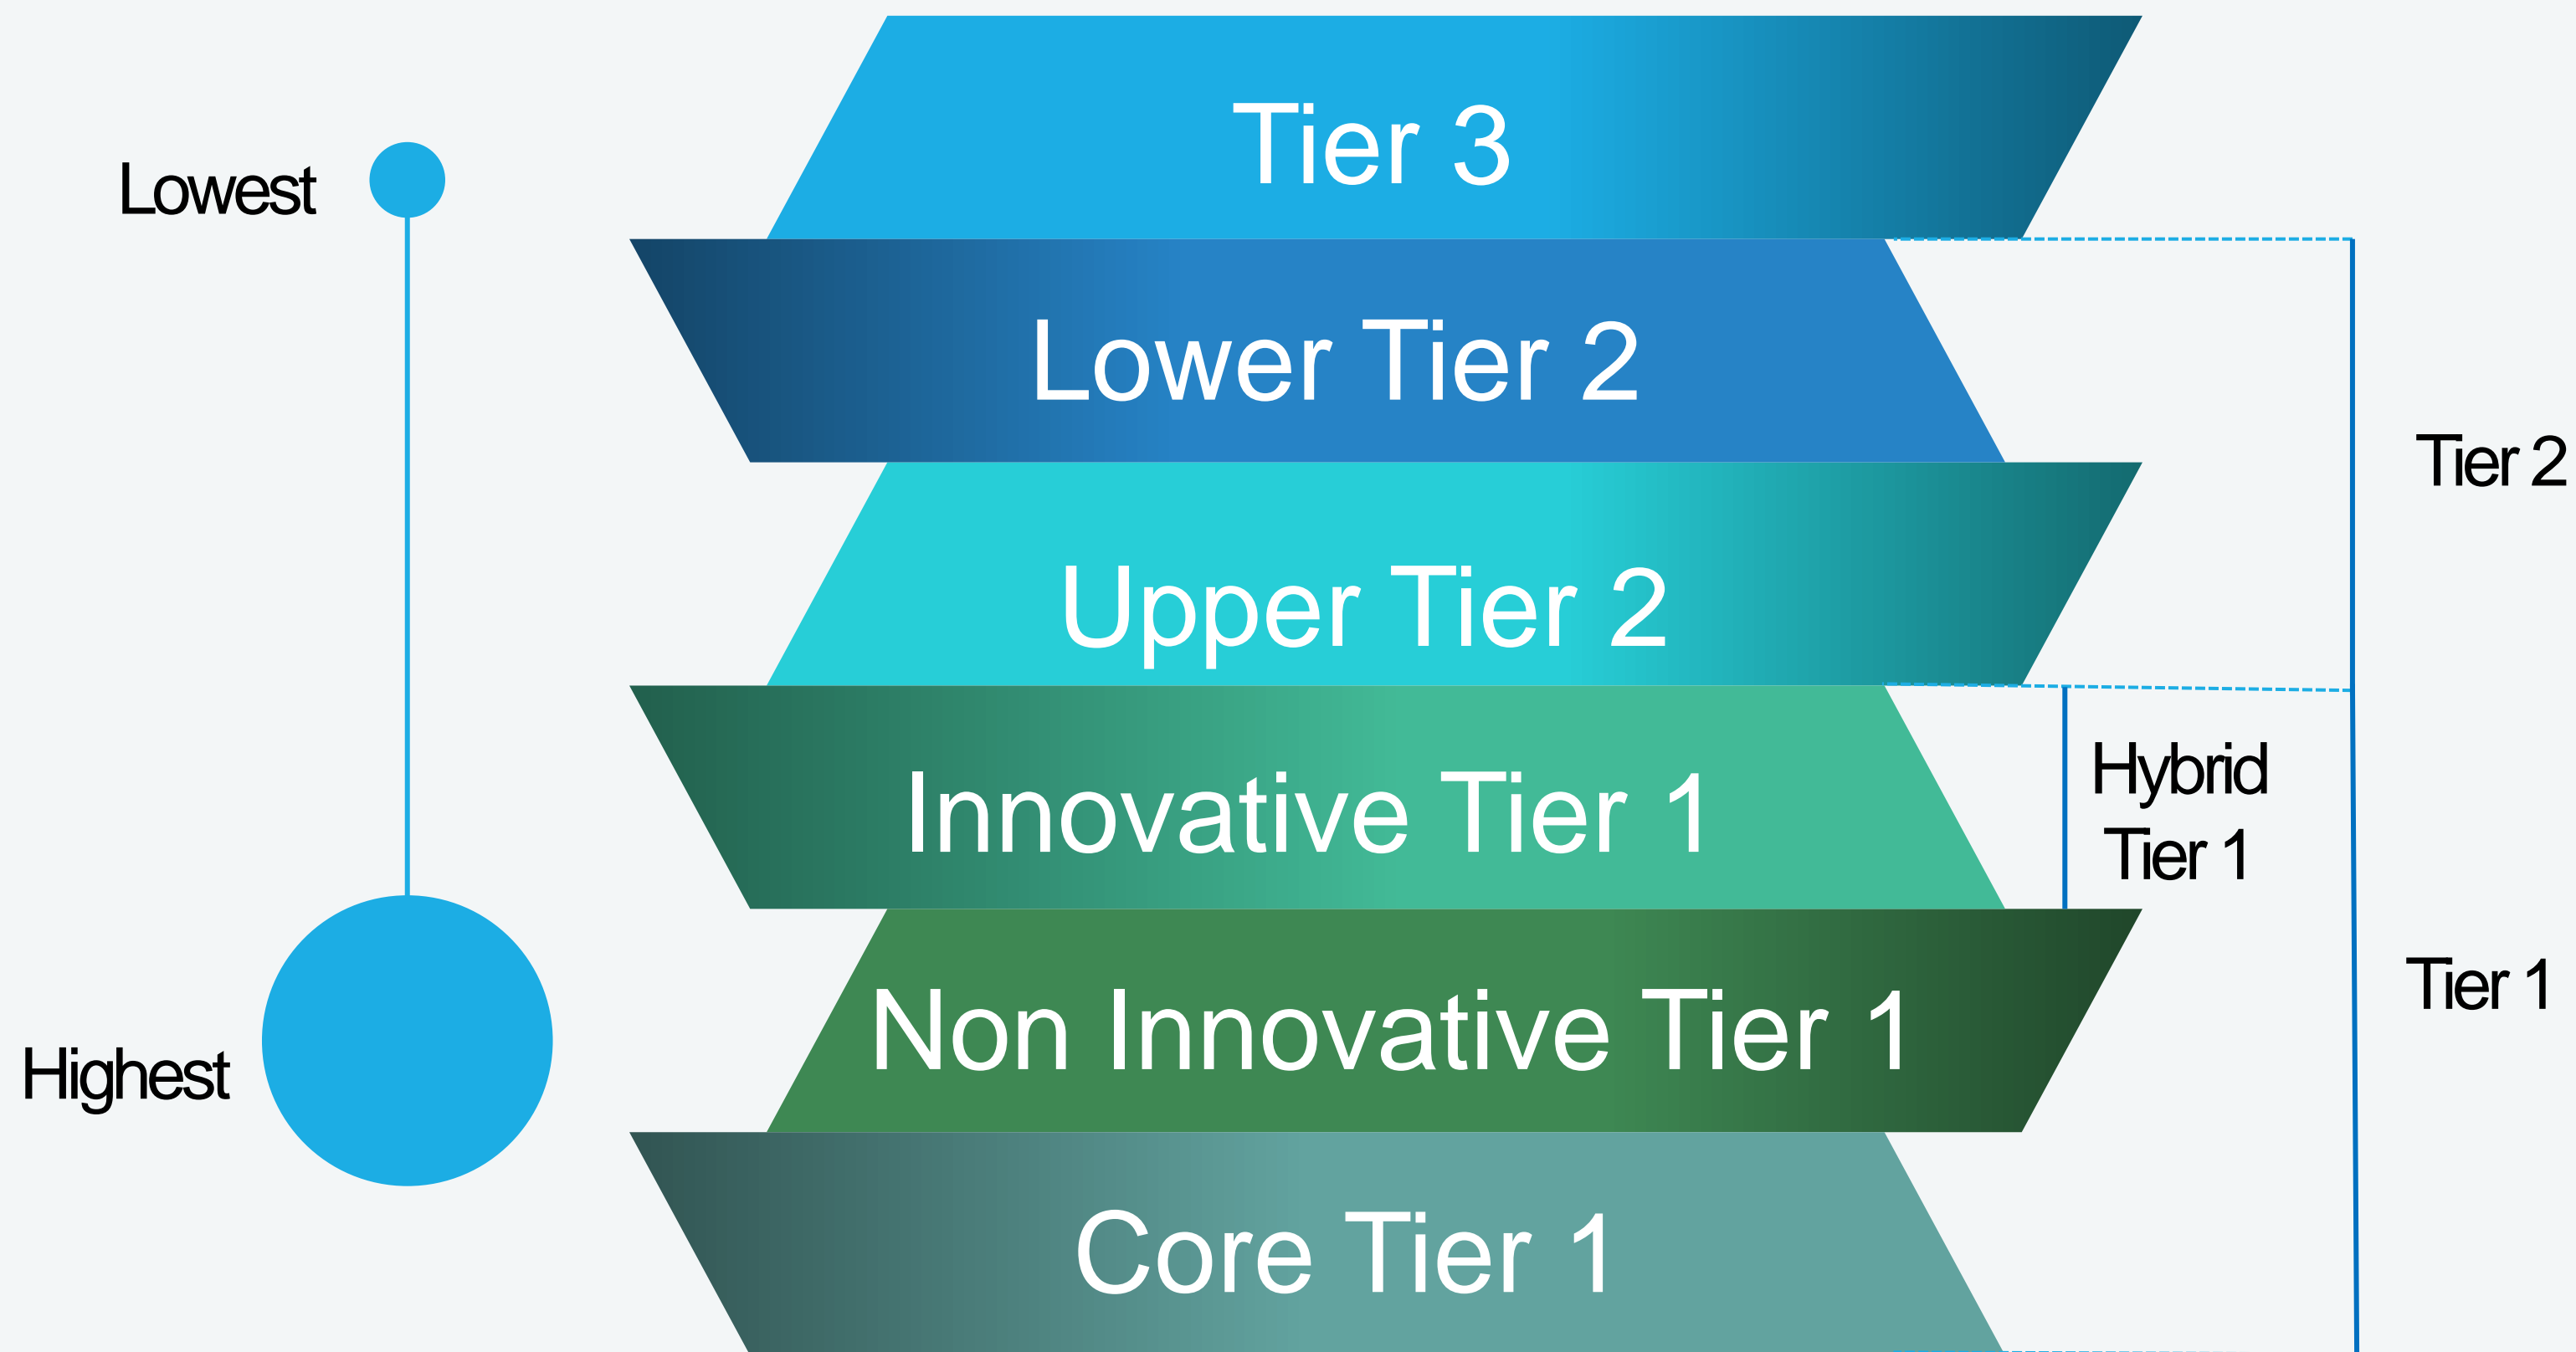 Tier 3
Lowest
Lower Tier 2
Tier 2
Upper Tier 2
Innovative Tier 1
Hybrid
Tier 1
Non Innovative Tier 1
Tier 1
Highest
Core Tier 1